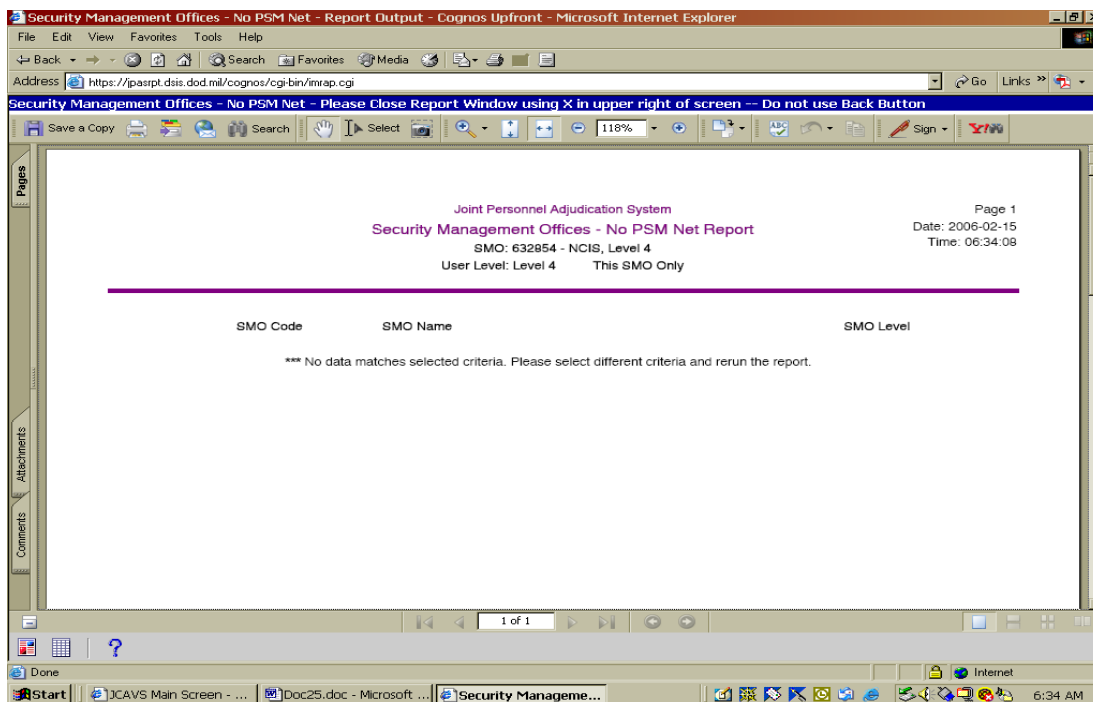 Security Management Offices - No PSM Net - Report Output - Cognos Upfront - Microsoft Internet Explorer
File Edit View Favorites Tools Help
Back Search Favorites Media
Address https://jpasrpt.dsis.dod.mil/cognos/cgi-bin/imrap.cgi Go Links »
Security Management Offices - No PSM Net - Please Close Report Window using X in upper right of screen -- Do not use Back Button
Save a Copy Search Select 118% Sign Y!
Pages
Joint Personnel Adjudication System Page 1
Security Management Offices - No PSM Net Report Date: 2006-02-15
SMO: 632854 - NCIS, Level 4 Time: 06:34:08
User Level: Level 4 This SMO Only
SMO Code SMO Name SMO Level
*** No data matches selected criteria. Please select different criteria and rerun the report.
Attachments
Comments
1 of 1
?
Done Internet
Start JCAVS Main Screen - ... Doc25.doc - Microsoft ... Security Manageme... 6:34 AM